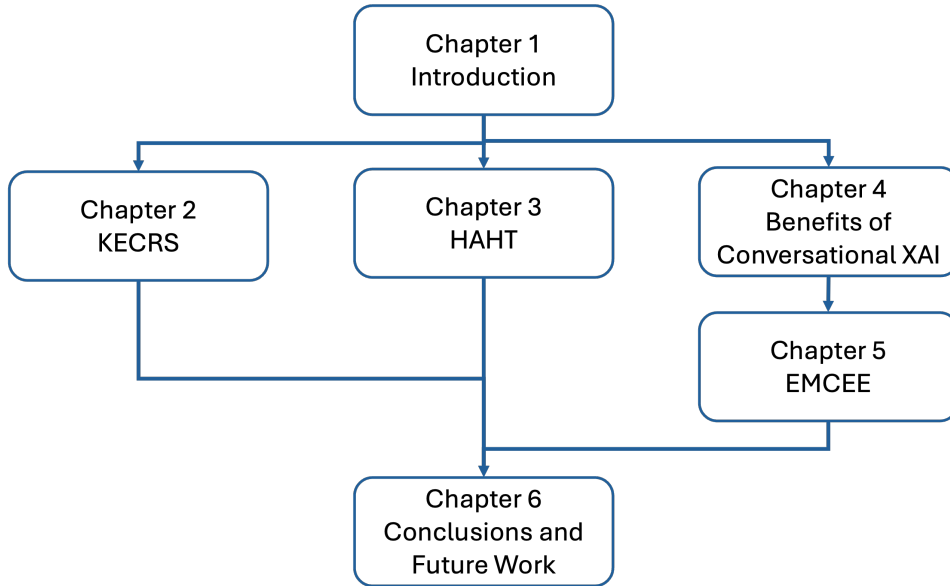 Chapter 1
Introduction
Chapter 2
KECRS
Chapter 3
HAHT
Chapter 4
Benefits of
Conversational XAI
Chapter 5
EMCEE
Chapter 6
Conclusions and
Future Work